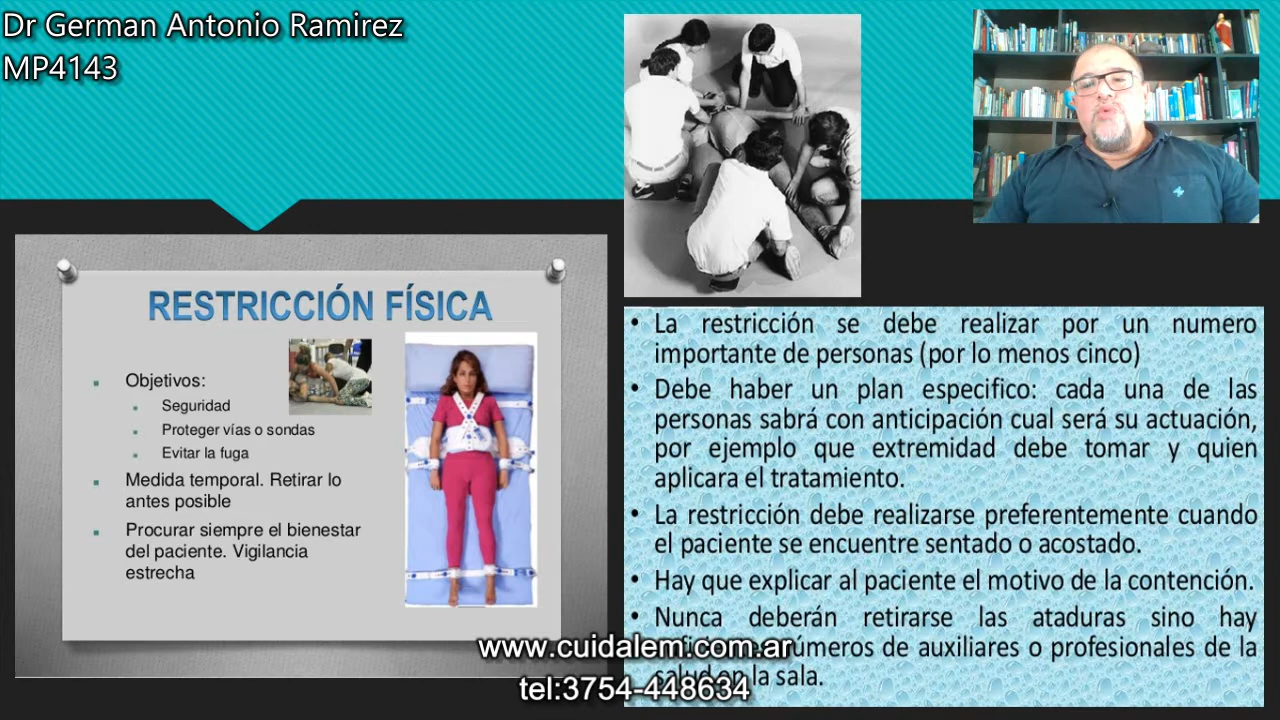 Dr German Antonio Ramirez
MP4143
RESTRICCIÓN FÍSICA
Objetivos:
Seguridad
Proteger vías o sondas
Evitar la fuga
Medida temporal. Retirar lo
antes posible
Procurar siempre el bienestar
del paciente. Vigilancia
estrecha
• La restricción se debe realizar por un numero
importante de personas (por lo menos cinco)
• Debe haber un plan especifico: cada una de las
personas sabrá con anticipación cual será su actuación,
por ejemplo que extremidad debe tomar y quien
aplicara el tratamiento.
• La restricción debe realizarse preferentemente cuando
el paciente se encuentre sentado o acostado.
• Hay que explicar al paciente el motivo de la contención.
• Nunca deberán retirarse las ataduras sino hay
números de auxiliares o profesionales de la
salud en la sala.
www.cuidalem.com.ar
tel:3754-448634